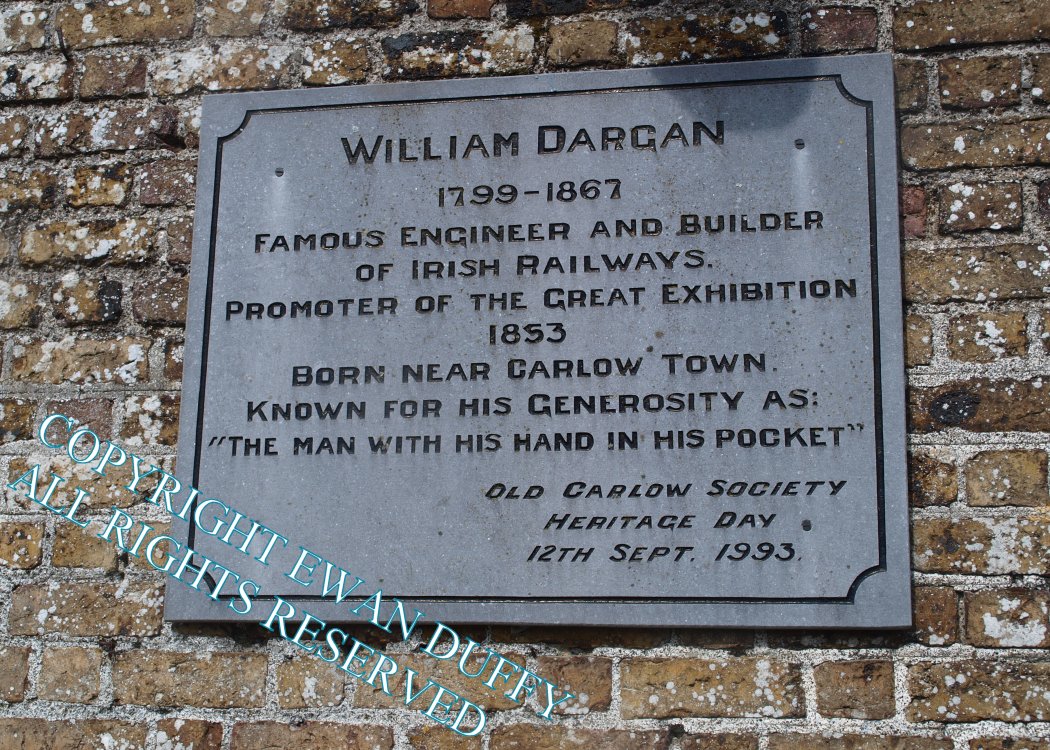 WILLIAM DARGAN
1799-1867
FAMOUS ENGINEER AND BUILDER
OF IRISH RAILWAYS.
PROMOTER OF THE GREAT EXHIBITION
1853
BORN NEAR CARLOW TOWN.
KNOWN FOR HIS GENEROSITY AS:
"THE MAN WITH HIS HAND IN HIS POCKET"
OLD CARLOW SOCIETY
HERITAGE DAY
12TH SEPT. 1993.
COPYRIGHT EWAN DUFFY
ALL RIGHTS RESERVED